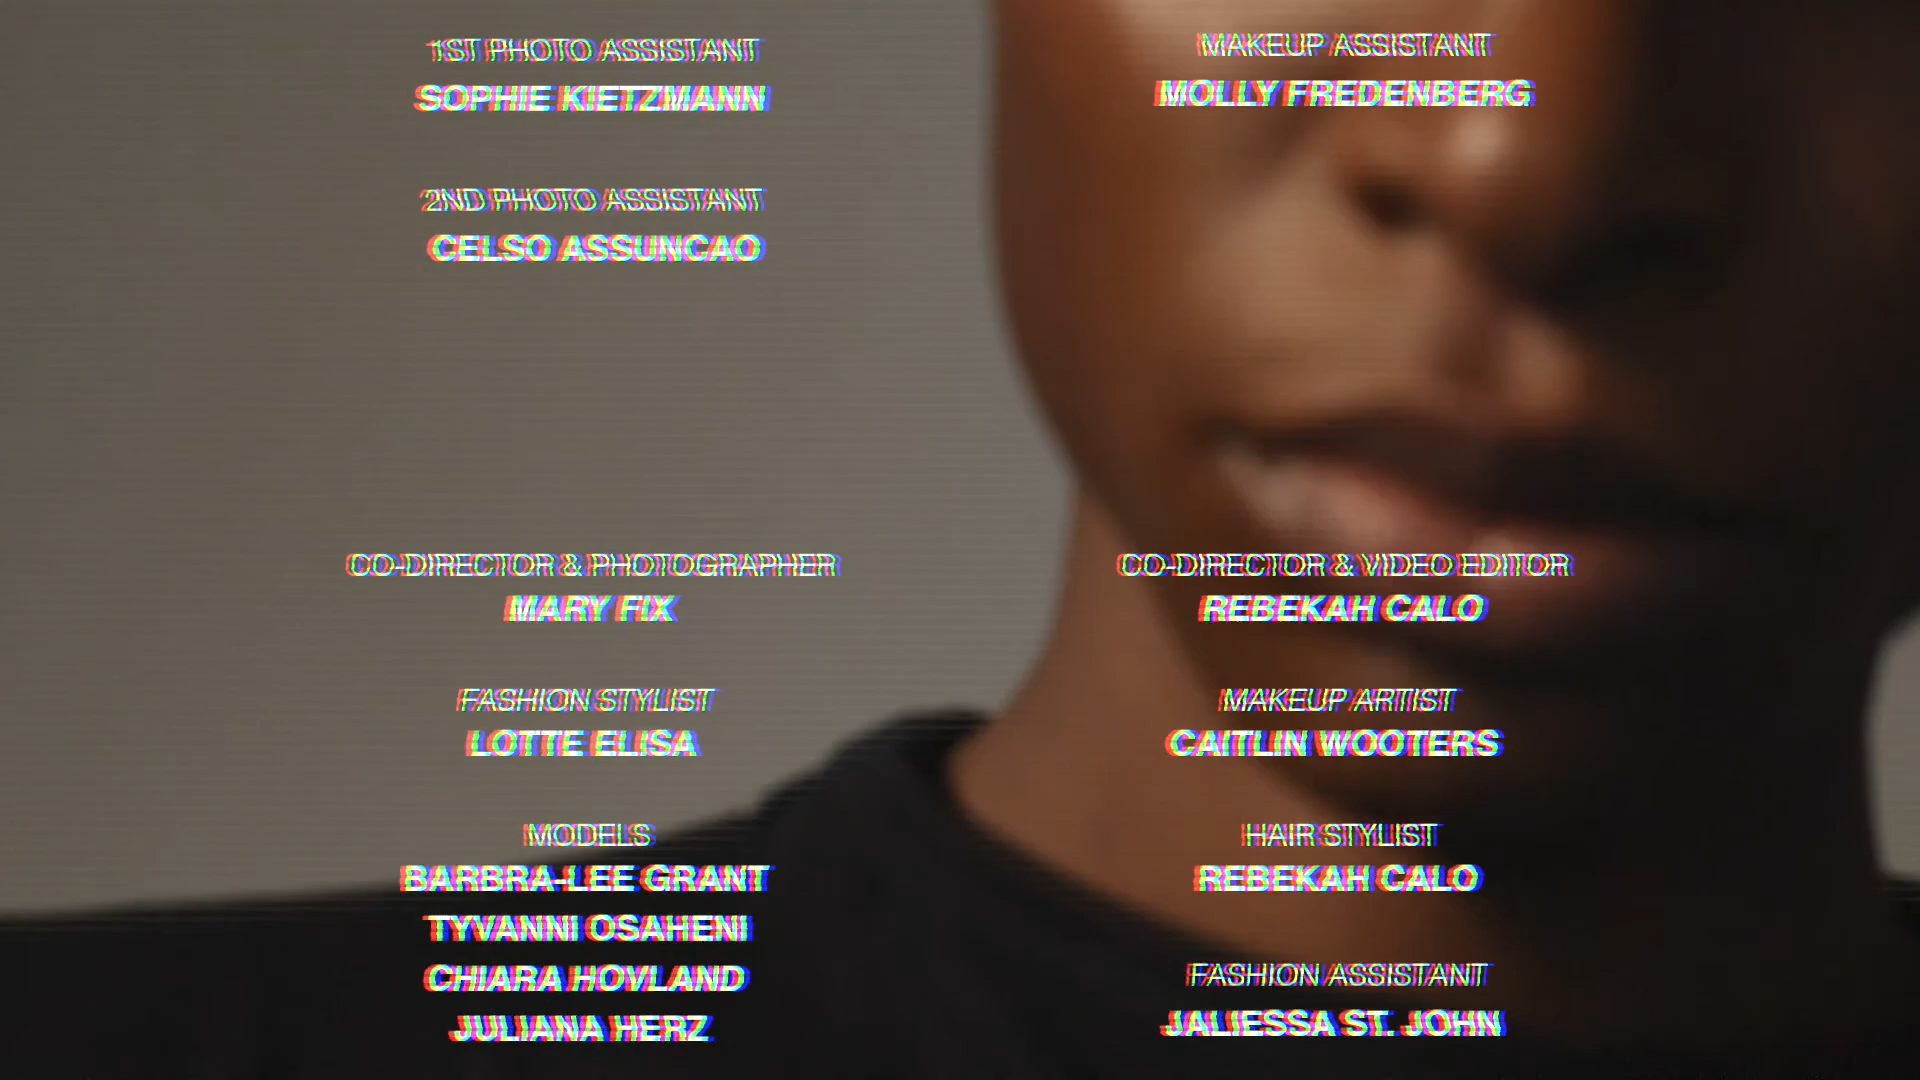 1ST PHOTO ASSISTANT
SOPHIE KIETZMANN
2ND PHOTO ASSISTANT
CELSO ASSUNCAO
MAKEUP ASSISTANT
MOLLY FREDENBERG
CO-DIRECTOR & PHOTOGRAPHER
MARY FIX
FASHION STYLIST
LOTTE ELISA
MODELS
BARBRA-LEE GRANT
TYVANNI OSAHENI
CHIARA HOVLAND
JULIANA HERZ
CO-DIRECTOR & VIDEO EDITOR
REBEKAH CALO
MAKEUP ARTIST
CAITLIN WOOTERS
HAIR STYLIST
REBEKAH CALO
FASHION ASSISTANT
JALIESSA ST. JOHN